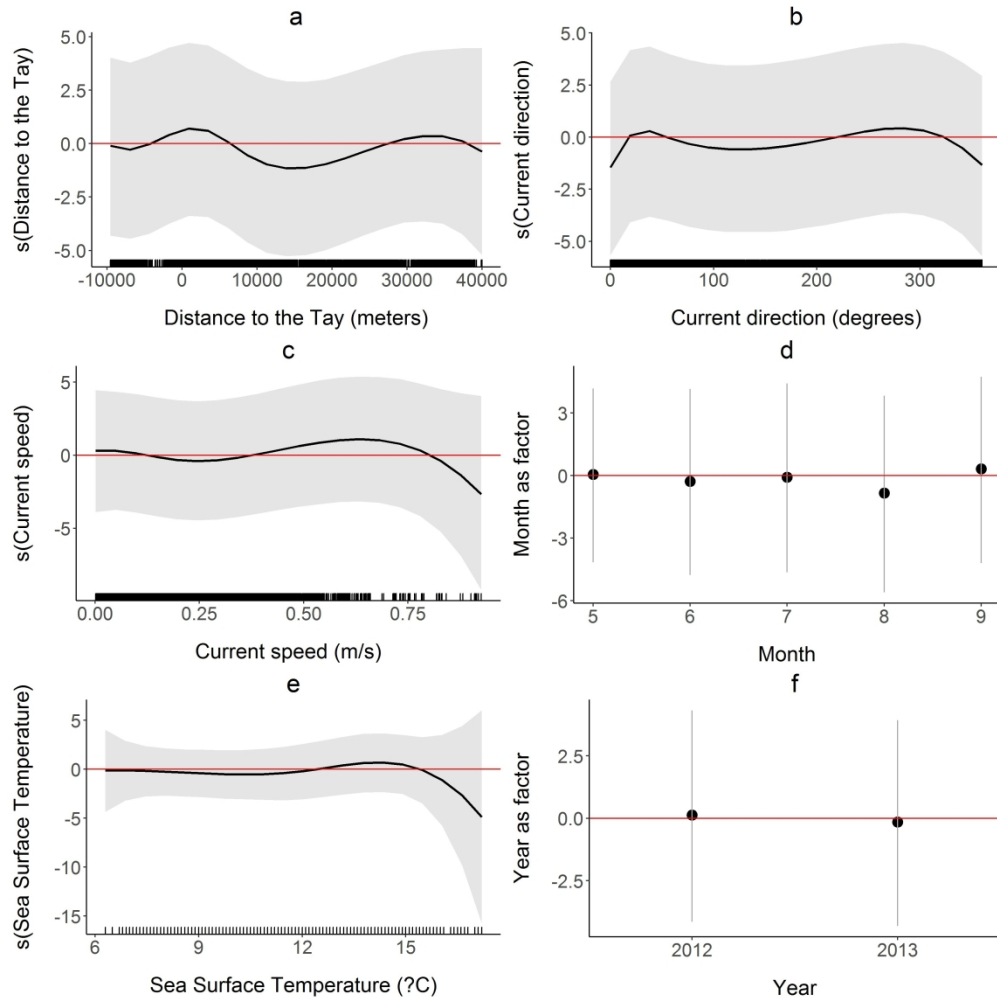 a
s(Distance to the Tay)
5.0
2.5
0.0
-2.5
-5.0
-10000 0 10000 20000 30000 40000
Distance to the Tay (meters)
b
s(Current direction)
5.0
2.5
0.0
-2.5
-5.0
0 100 200 300
Current direction (degrees)
c
s(Current speed)
5
0
-5
0.00 0.25 0.50 0.75
Current speed (m/s)
d
Month as factor
3
0
-3
-6
5 6 7 8 9
Month
e
s(Sea Surface Temperature)
5
0
-5
-10
-15
6 9 12 15
Sea Surface Temperature (?C)
f
Year as factor
2.5
0.0
-2.5
2012 2013
Year